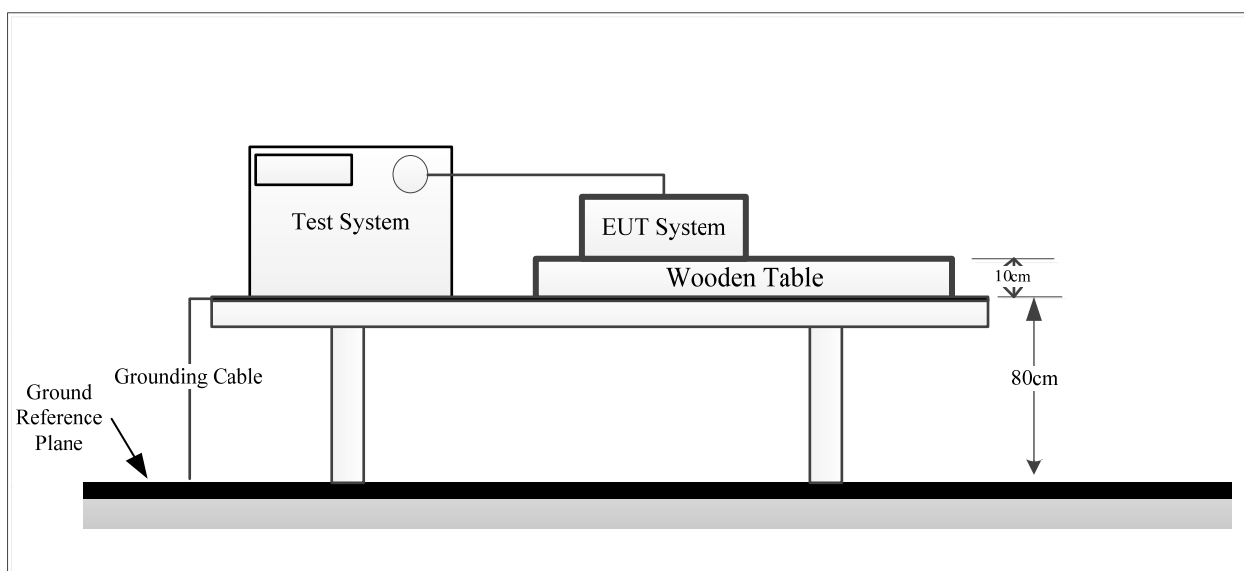 Test System
EUT System
Wooden Table
10cm
Grounding Cable
80cm
Ground
Reference
Plane